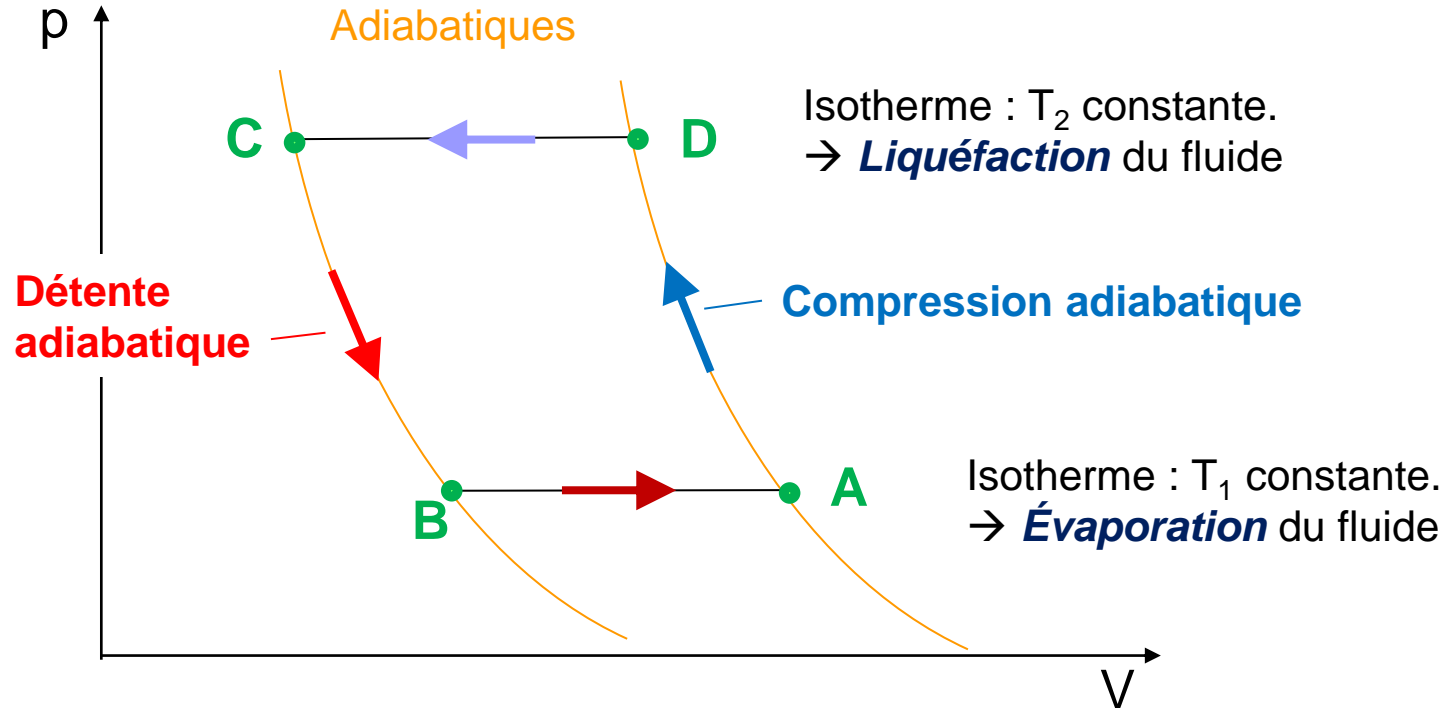 p
Adiabatiques
Isotherme : T₂ constante.
→ Liquéfaction du fluide
C
D
Détente
adiabatique
Compression adiabatique
B
A
Isotherme : T₁ constante.
→ Évaporation du fluide
V